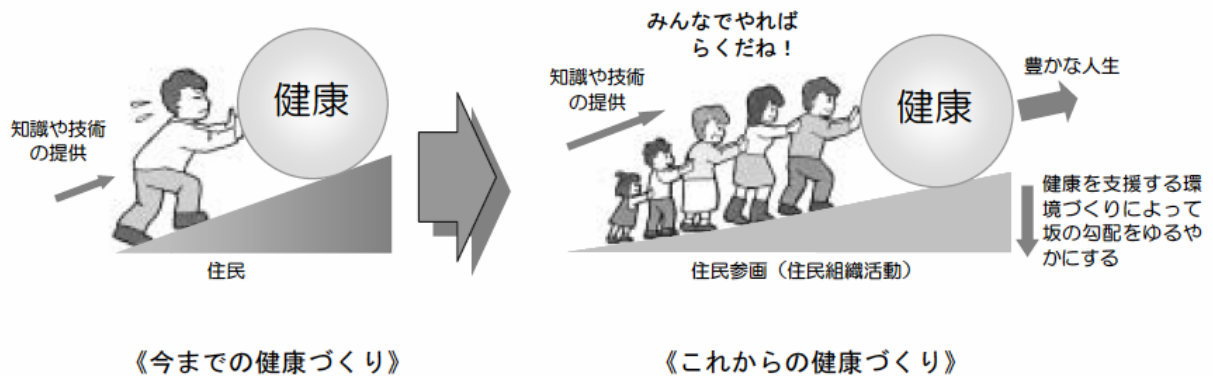 知識や技術
の提供
健康
住民
《今までの健康づくり》
みんなでやれば
らくだね！
知識や技術
の提供
健康
豊かな人生
健康を支援する環
境づくりによって
坂の勾配をゆるや
かにする
住民参画（住民組織活動）
《これからの健康づくり》